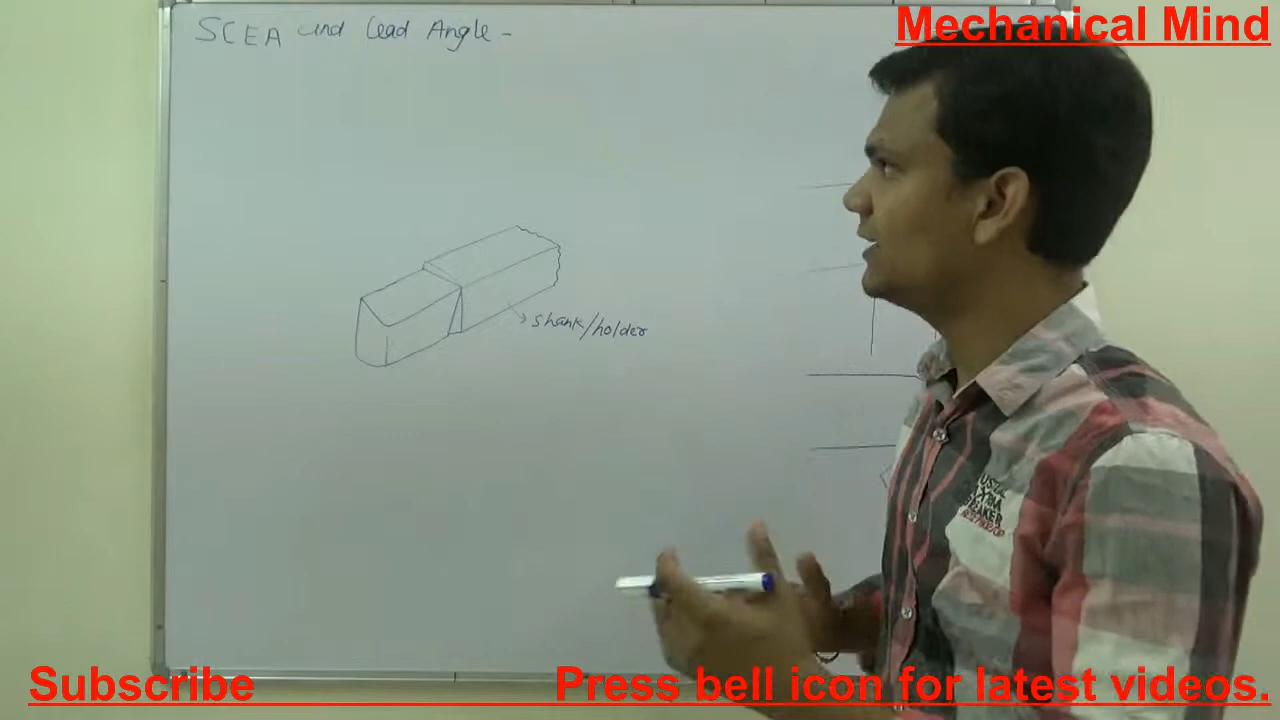 Mechanical Mind
SCEA and Lead Angle -
shank/holder
Subscribe
Press bell icon for latest videos.